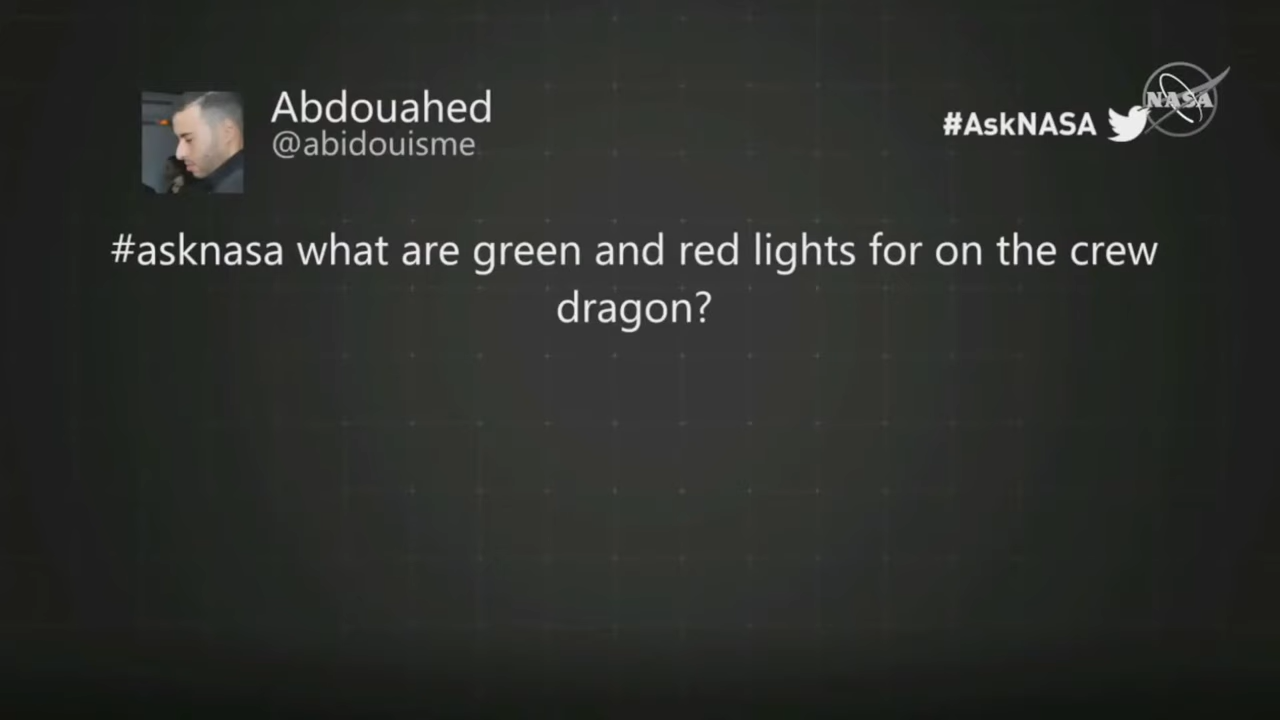 Abdouahed
@abidouisme
#AskNASA
NASA
#asknasa what are green and red lights for on the crew
dragon?